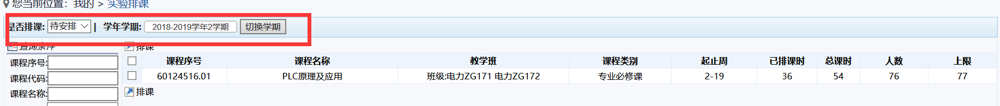 您当前位置：我的 > 实验排课
是否排课: 待安排 | 学年学期: 2018-2019学年2学期 切换学期
查询条件
排课
课程序号 课程名称 教学班 课程类别 起止周 已排课时 总课时 人数 上限
60124516.01 PLC原理及应用 班级:电力ZG171 电力ZG172 专业必修课 2-19 36 54 76 77
排课
课程序号:
课程代码:
课程名称: